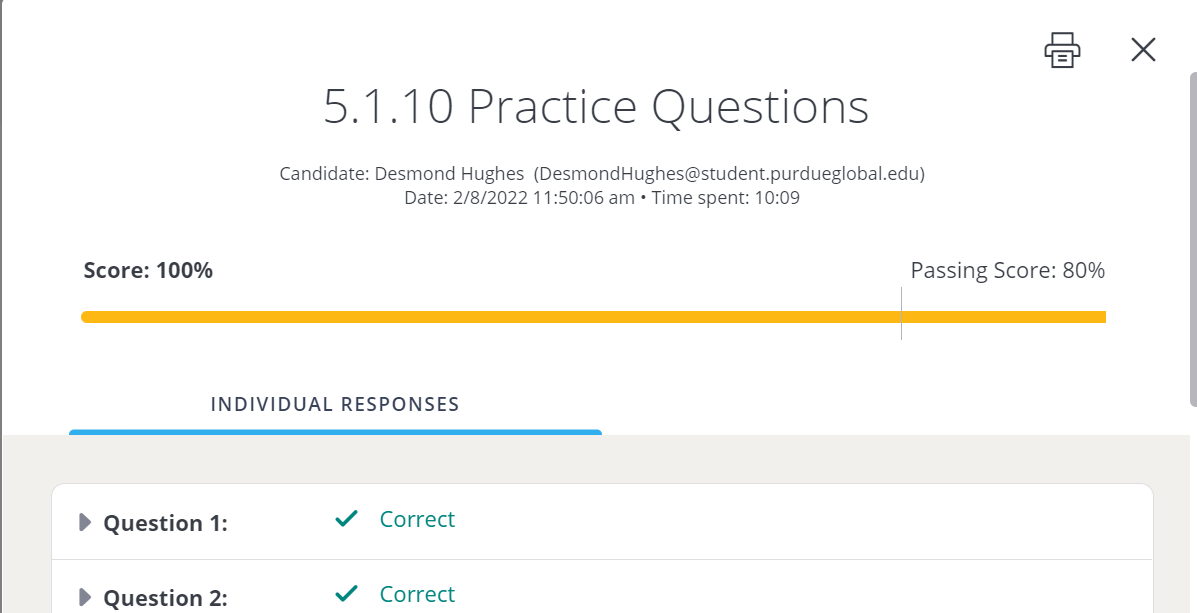 5.1.10 Practice Questions
Candidate: Desmond Hughes (DesmondHughes@student.purdueglobal.edu)
Date: 2/8/2022 11:50:06 am • Time spent: 10:09
Score: 100%
Passing Score: 80%
INDIVIDUAL RESPONSES
Question 1: Correct
Question 2: Correct